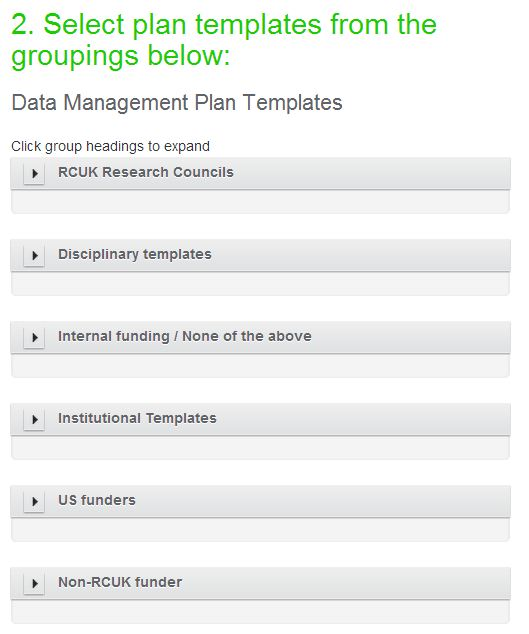 2. Select plan templates from the
groupings below:
Data Management Plan Templates
Click group headings to expand
RCUK Research Councils
Disciplinary templates
Internal funding / None of the above
Institutional Templates
US funders
Non-RCUK funder